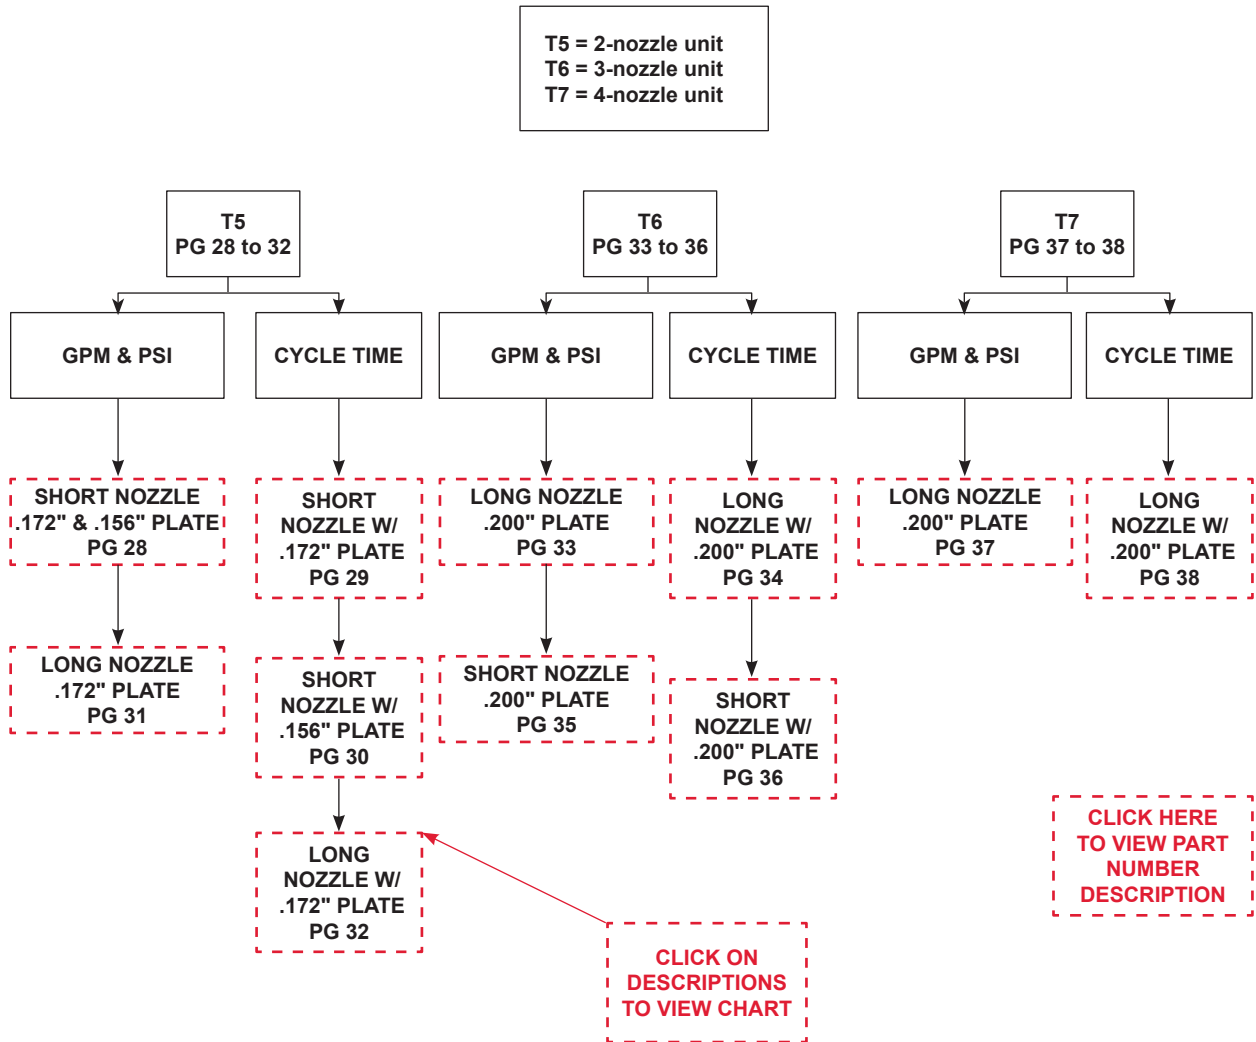 T5 = 2-nozzle unit
T6 = 3-nozzle unit
T7 = 4-nozzle unit
T5
PG 28 to 32
T6
PG 33 to 36
T7
PG 37 to 38
GPM & PSI
CYCLE TIME
GPM & PSI
CYCLE TIME
GPM & PSI
CYCLE TIME
SHORT NOZZLE
.172" & .156" PLATE
PG 28
SHORT
NOZZLE W/
.172" PLATE
PG 29
LONG NOZZLE
.200" PLATE
PG 33
LONG
NOZZLE W/
.200" PLATE
PG 34
LONG NOZZLE
.200" PLATE
PG 37
LONG
NOZZLE W/
.200" PLATE
PG 38
LONG NOZZLE
.172" PLATE
PG 31
SHORT
NOZZLE W/
.156" PLATE
PG 30
SHORT NOZZLE
.200" PLATE
PG 35
SHORT
NOZZLE W/
.200" PLATE
PG 36
LONG
NOZZLE W/
.172" PLATE
PG 32
CLICK HERE
TO VIEW PART
NUMBER
DESCRIPTION
CLICK ON
DESCRIPTIONS
TO VIEW CHART